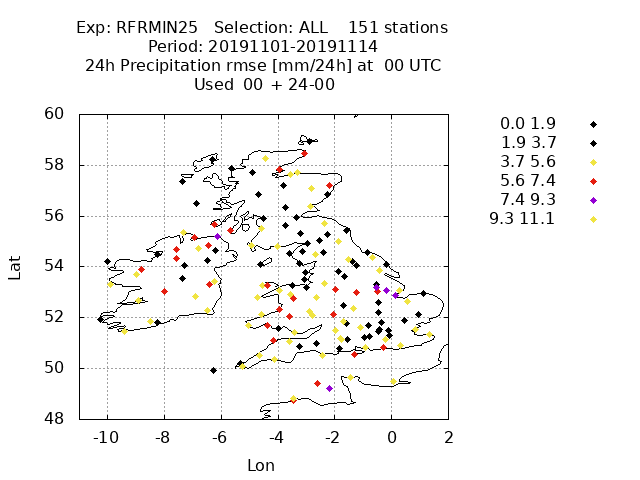 Exp: RFRMIN25 Selection: ALL 151 stations
Period: 20191101-20191114
24h Precipitation rmse [mm/24h] at 00 UTC
Used 00 + 24-00
0.0 1.9
1.9 3.7
3.7 5.6
5.6 7.4
7.4 9.3
9.3 11.1
60
58
56
54
52
50
48
Lat
-10 -8 -6 -4 -2 0 2
Lon